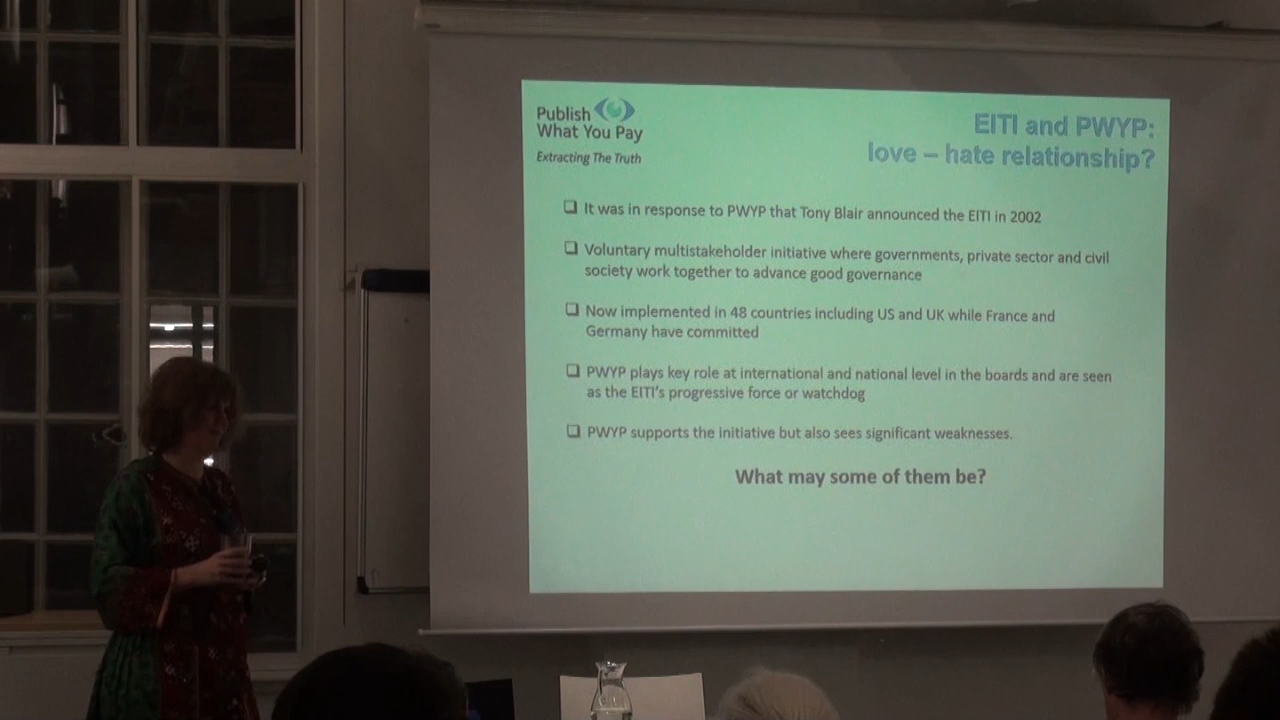 Publish
What You Pay
Extracting The Truth
EITI and PWYP:
love – hate relationship?
❑ It was in response to PWYP that Tony Blair announced the EITI in 2002
❑ Voluntary multistakeholder initiative where governments, private sector and civil
society work together to advance good governance
❑ Now implemented in 48 countries including US and UK while France and
Germany have committed
❑ PWYP plays key role at international and national level in the boards and are seen
as the EITI's progressive force or watchdog
❑ PWYP supports the initiative but also sees significant weaknesses.
What may some of them be?